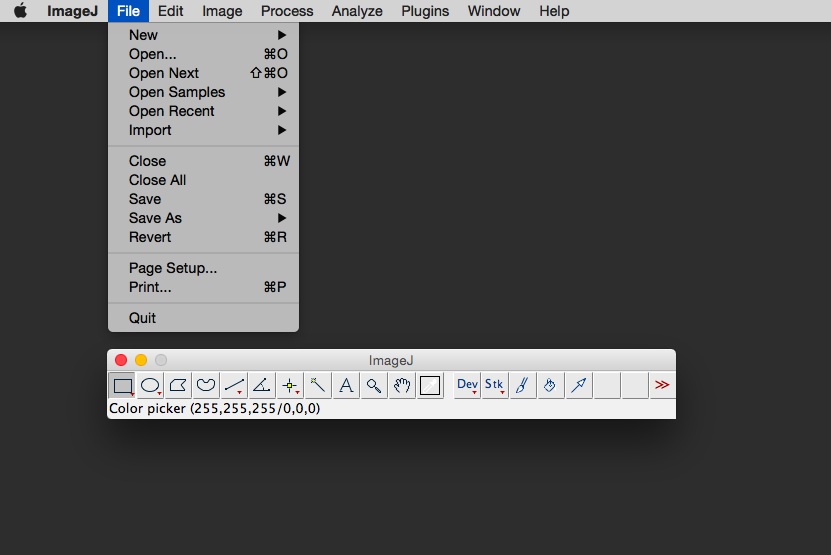 ImageJ File Edit Image Process Analyze Plugins Window Help
New ▶
Open... ⌘O
Open Next ⇧⌘O
Open Samples ▶
Open Recent ▶
Import ▶
Close ⌘W
Close All
Save ⌘S
Save As ▶
Revert ⌘R
Page Setup...
Print... ⌘P
Quit
ImageJ
A Dev Stk >>
Color picker (255,255,255/0,0,0)